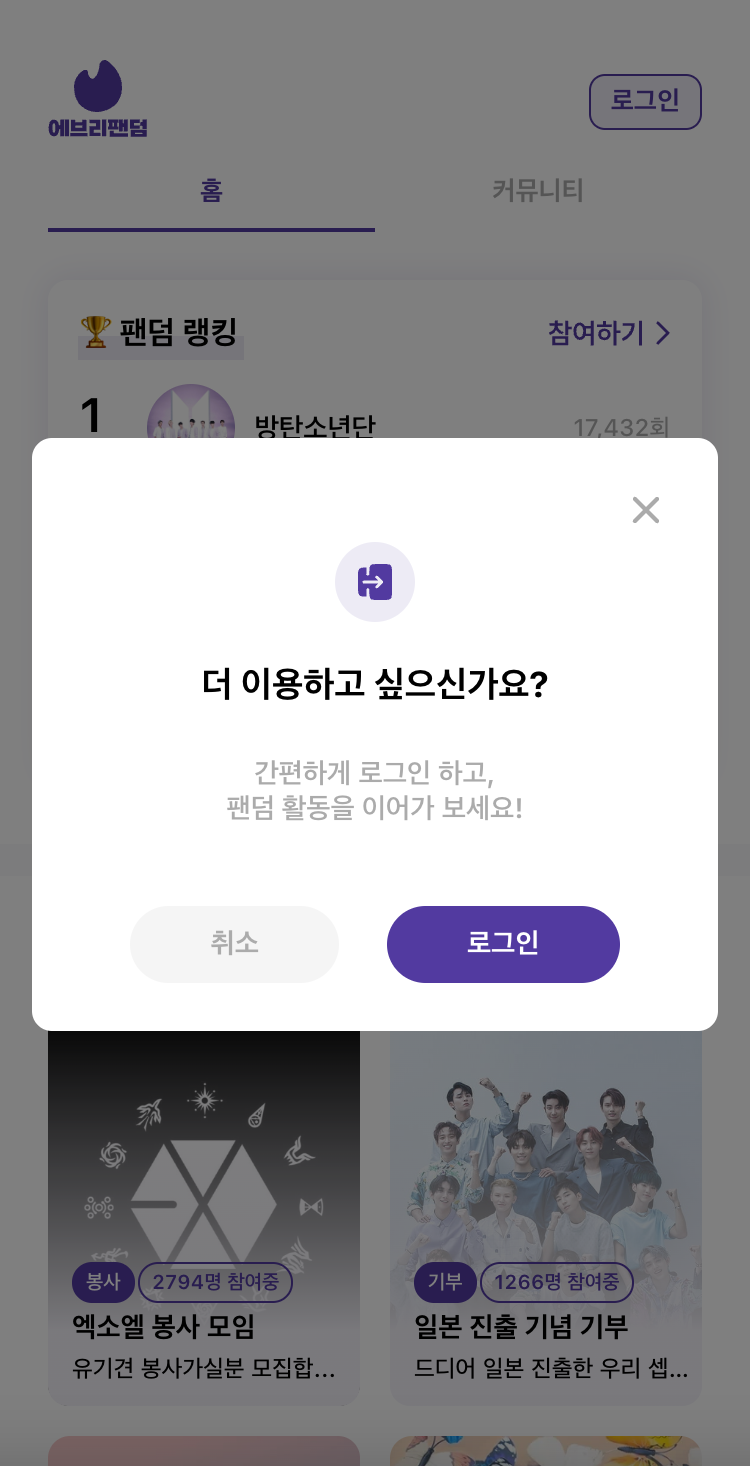 에브리팬덤
로그인
홈
커뮤니티
🏆 팬덤 랭킹
참여하기
1
방탄소년단
17,432회
더 이용하고 싶으신가요?
간편하게 로그인 하고,
팬덤 활동을 이어가 보세요!
취소
로그인
봉사
2794명 참여중
엑소엘 봉사 모임
유기견 봉사가실분 모집합...
기부
1266명 참여중
일본 진출 기념 기부
드디어 일본 진출한 우리 셉...